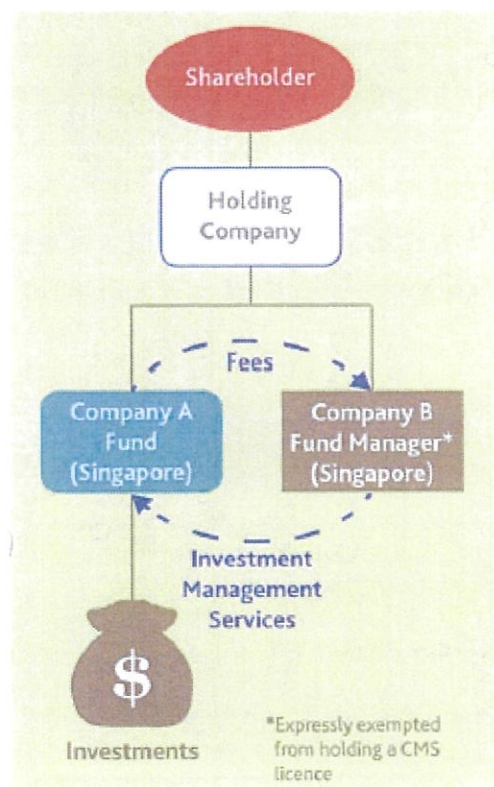 Shareholder
Holding
Company
Fees
Company A
Fund
(Singapore)
Company B
Fund Manager*
(Singapore)
Investment
Management
Services
$
Investments
*Expressly exempted
from holding a CMS
licence